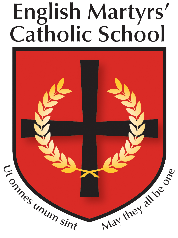 English Martyrs’
Catholic School
Ut omnes unum sint
May they all be one